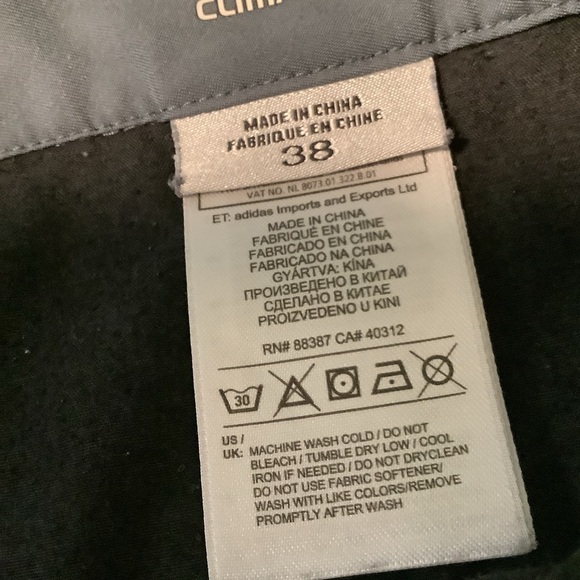 MADE IN CHINA
FABRIQUE EN CHINE
38
VAT NO. NL 8073.01.322.B.01
ET: adidas Imports and Exports Ltd
MADE IN CHINA
FABRIQUÉ EN CHINE
FABRICADO EN CHINA
FABRICADO NA CHINA
GYÁRTVA: KÍNA
ПРОИЗВЕДЕНО В КИТАЙ
СДЕЛАНО В КИТАЕ
PROIZVEDENO U KINI
RN# 88387 CA# 40312
30
US /
UK: MACHINE WASH COLD / DO NOT
BLEACH / TUMBLE DRY LOW / COOL
IRON IF NEEDED / DO NOT DRYCLEAN
DO NOT USE FABRIC SOFTENER/
WASH WITH LIKE COLORS/REMOVE
PROMPTLY AFTER WASH